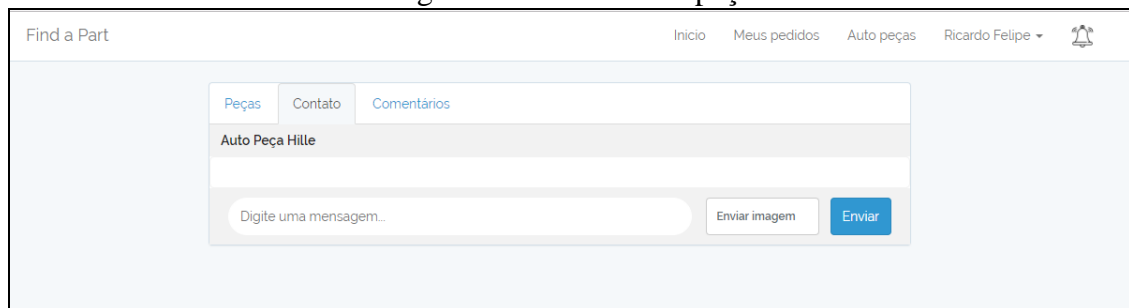 Find a Part Inicio Meus pedidos Auto peças Ricardo Felipe
Peças Contato Comentários
Auto Peça Hille
Digite uma mensagem... Enviar imagem Enviar